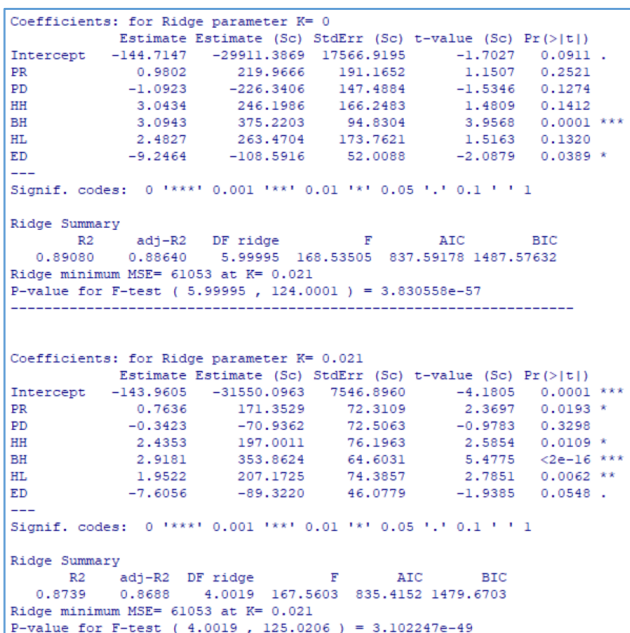 Coefficients: for Ridge parameter K= 0
Estimate Estimate (Sc) StdErr (Sc) t-value (Sc) Pr(>|t|)
Intercept -144.7147 -29911.3869 17566.9195 -1.7027 0.0911 .
PR 0.9802 219.9666 191.1652 1.1507 0.2521
PD -1.0923 -226.3406 147.4884 -1.5346 0.1274
HH 3.0434 246.1986 166.2483 1.4809 0.1412
BH 3.0943 375.2203 94.8304 3.9568 0.0001 ***
HL 2.4827 263.4704 173.7621 1.5163 0.1320
ED -9.2464 -108.5916 52.0088 -2.0879 0.0389 *
---
Signif. codes: 0 '***' 0.001 '**' 0.01 '*' 0.05 '.' 0.1 ' ' 1
Ridge Summary
R2 adj-R2 DF ridge F AIC BIC
0.89080 0.88640 5.99995 168.53505 837.59178 1487.57632
Ridge minimum MSE= 61053 at K= 0.021
P-value for F-test ( 5.99995 , 124.0001 ) = 3.830558e-57
-------------------------------------------------------------------
Coefficients: for Ridge parameter K= 0.021
Estimate Estimate (Sc) StdErr (Sc) t-value (Sc) Pr(>|t|)
Intercept -143.9605 -31550.0963 7546.8960 -4.1805 0.0001 ***
PR 0.7636 171.3529 72.3109 2.3697 0.0193 *
PD -0.3423 -70.9362 72.5063 -0.9783 0.3298
HH 2.4353 197.0011 76.1963 2.5854 0.0109 *
BH 2.9181 353.8624 64.6031 5.4775 <2e-16 ***
HL 1.9522 207.1725 74.3857 2.7851 0.0062 **
ED -7.6056 -89.3220 46.0779 -1.9385 0.0548 .
---
Signif. codes: 0 '***' 0.001 '**' 0.01 '*' 0.05 '.' 0.1 ' ' 1
Ridge Summary
R2 adj-R2 DF ridge F AIC BIC
0.8739 0.8688 4.0019 167.5603 835.4152 1479.6703
Ridge minimum MSE= 61053 at K= 0.021
P-value for F-test ( 4.0019 , 125.0206 ) = 3.102247e-49